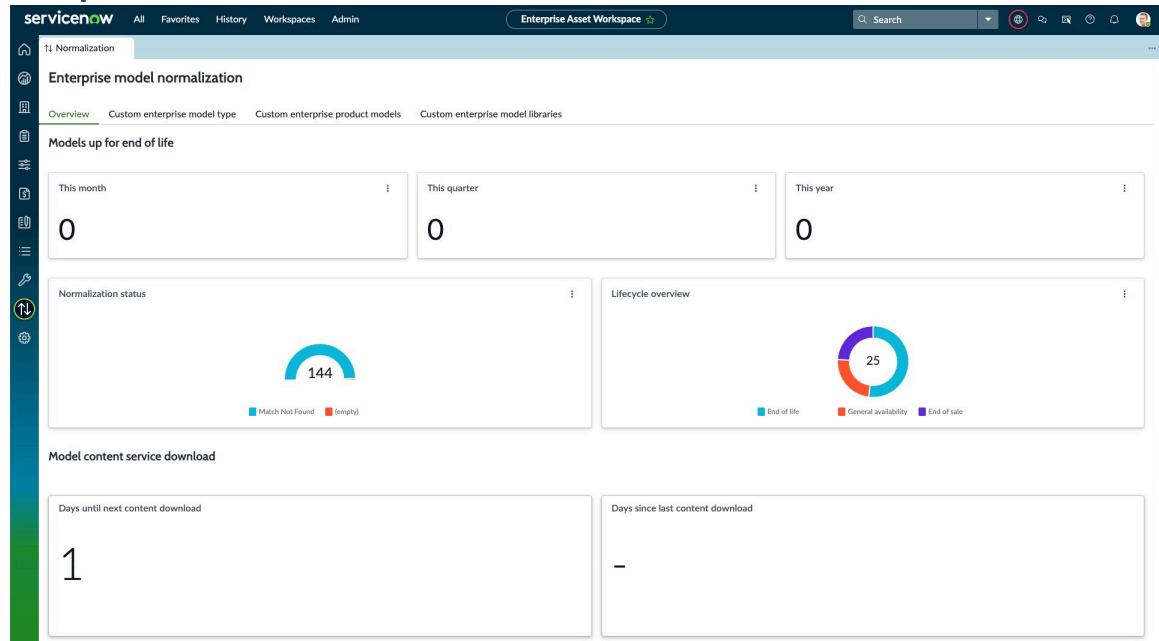 servicenow All Favorites History Workspaces Admin Enterprise Asset Workspace Search
Normalization
Enterprise model normalization
Overview Custom enterprise model type Custom enterprise product models Custom enterprise model libraries
Models up for end of life
This month This quarter This year
0 0 0
Normalization status Lifecycle overview
144 25
Match Not Found (empty) End of life General availability End of sale
Model content service download
Days until next content download Days since last content download
1 -